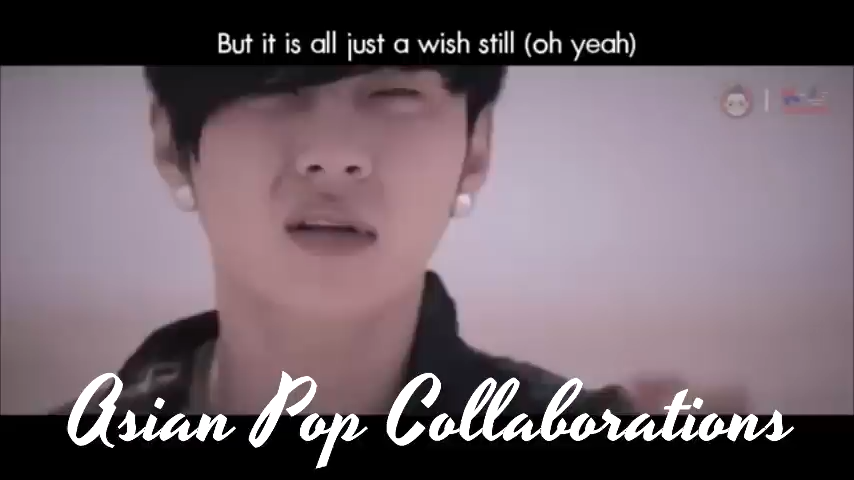 But it is all just a wish still (oh yeah)
Asian Pop Collaborations